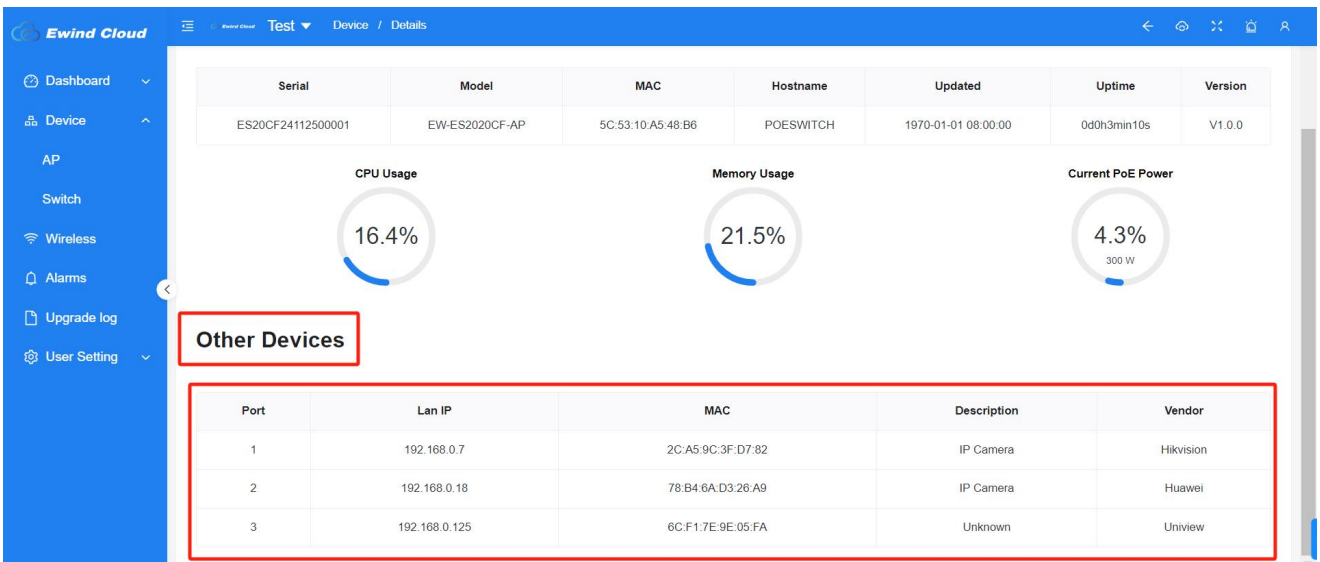 Ewind Cloud
Ewind Cloud Test Device / Details
Dashboard
Device
AP
Switch
Wireless
Alarms
Upgrade log
User Setting
Serial Model MAC Hostname Updated Uptime Version
ES20CF24112500001 EW-ES2020CF-AP 5C:53:10:A5:48:B6 POESWITCH 1970-01-01 08:00:00 0d0h3min10s V1.0.0
CPU Usage Memory Usage Current PoE Power
16.4% 21.5% 4.3%
300 W
Other Devices
Port Lan IP MAC Description Vendor
1 192.168.0.7 2C:A5:9C:3F:D7:82 IP Camera Hikvision
2 192.168.0.18 78:B4:6A:D3:26:A9 IP Camera Huawei
3 192.168.0.125 6C:F1:7E:9E:05:FA Unknown Uniview